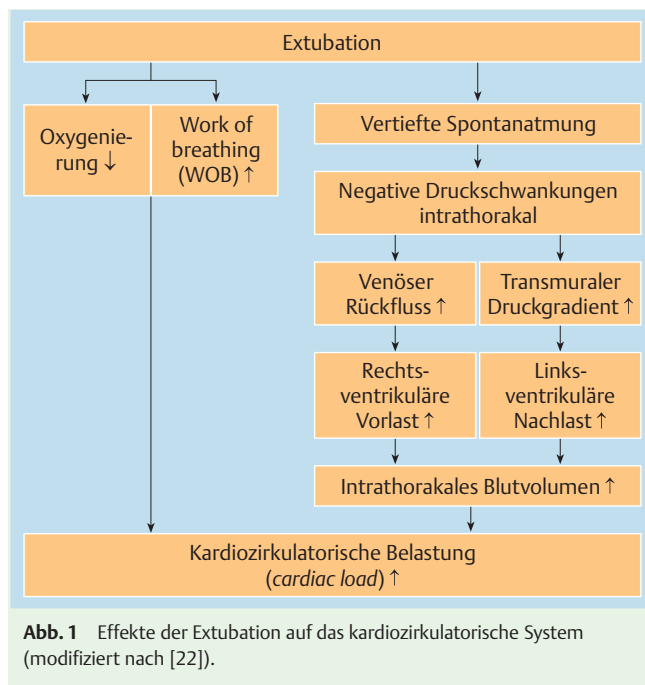 Extubation
Oxygenie-
rung ↓
Work of
breathing
(WOB) ↑
Vertiefte Spontanatmung
Negative Druckschwankungen
intrathorakal
Venöser
Rückfluss ↑
Transmuraler
Druckgradient ↑
Rechts-
ventrikuläre
Vorlast ↑
Links-
ventrikuläre
Nachlast ↑
Intrathorakales Blutvolumen ↑
Kardiozirkulatorische Belastung
(cardiac load) ↑
Abb. 1 Effekte der Extubation auf das kardiozirkulatorische System
(modifiziert nach [22]).